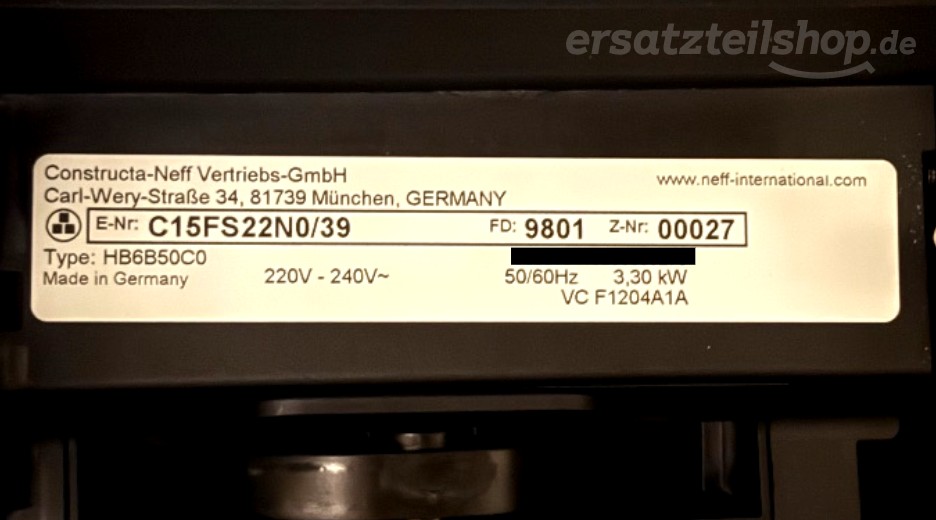 ersatzteilshop.de
Constructa-Neff Vertriebs-GmbH
www.neff-international.com
Carl-Wery-Straße 34, 81739 München, GERMANY
E-Nr: C15FS22N0/39 FD: 9801 Z-Nr: 00027
Type: HB6B50C0
Made in Germany 220V - 240V~ 50/60Hz 3,30 kW
VC F1204A1A